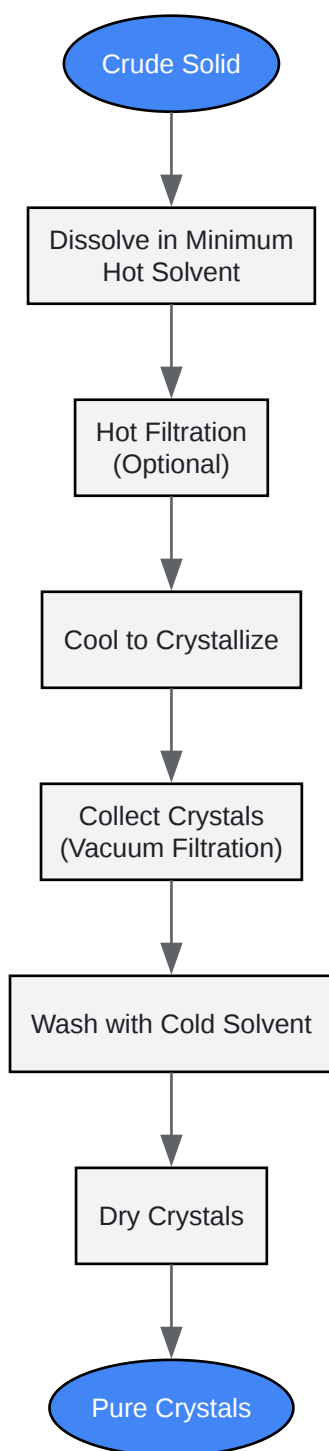 Crude Solid
Dissolve in Minimum
Hot Solvent
Hot Filtration
(Optional)
Cool to Crystallize
Collect Crystals
(Vacuum Filtration)
Wash with Cold Solvent
Dry Crystals
Pure Crystals